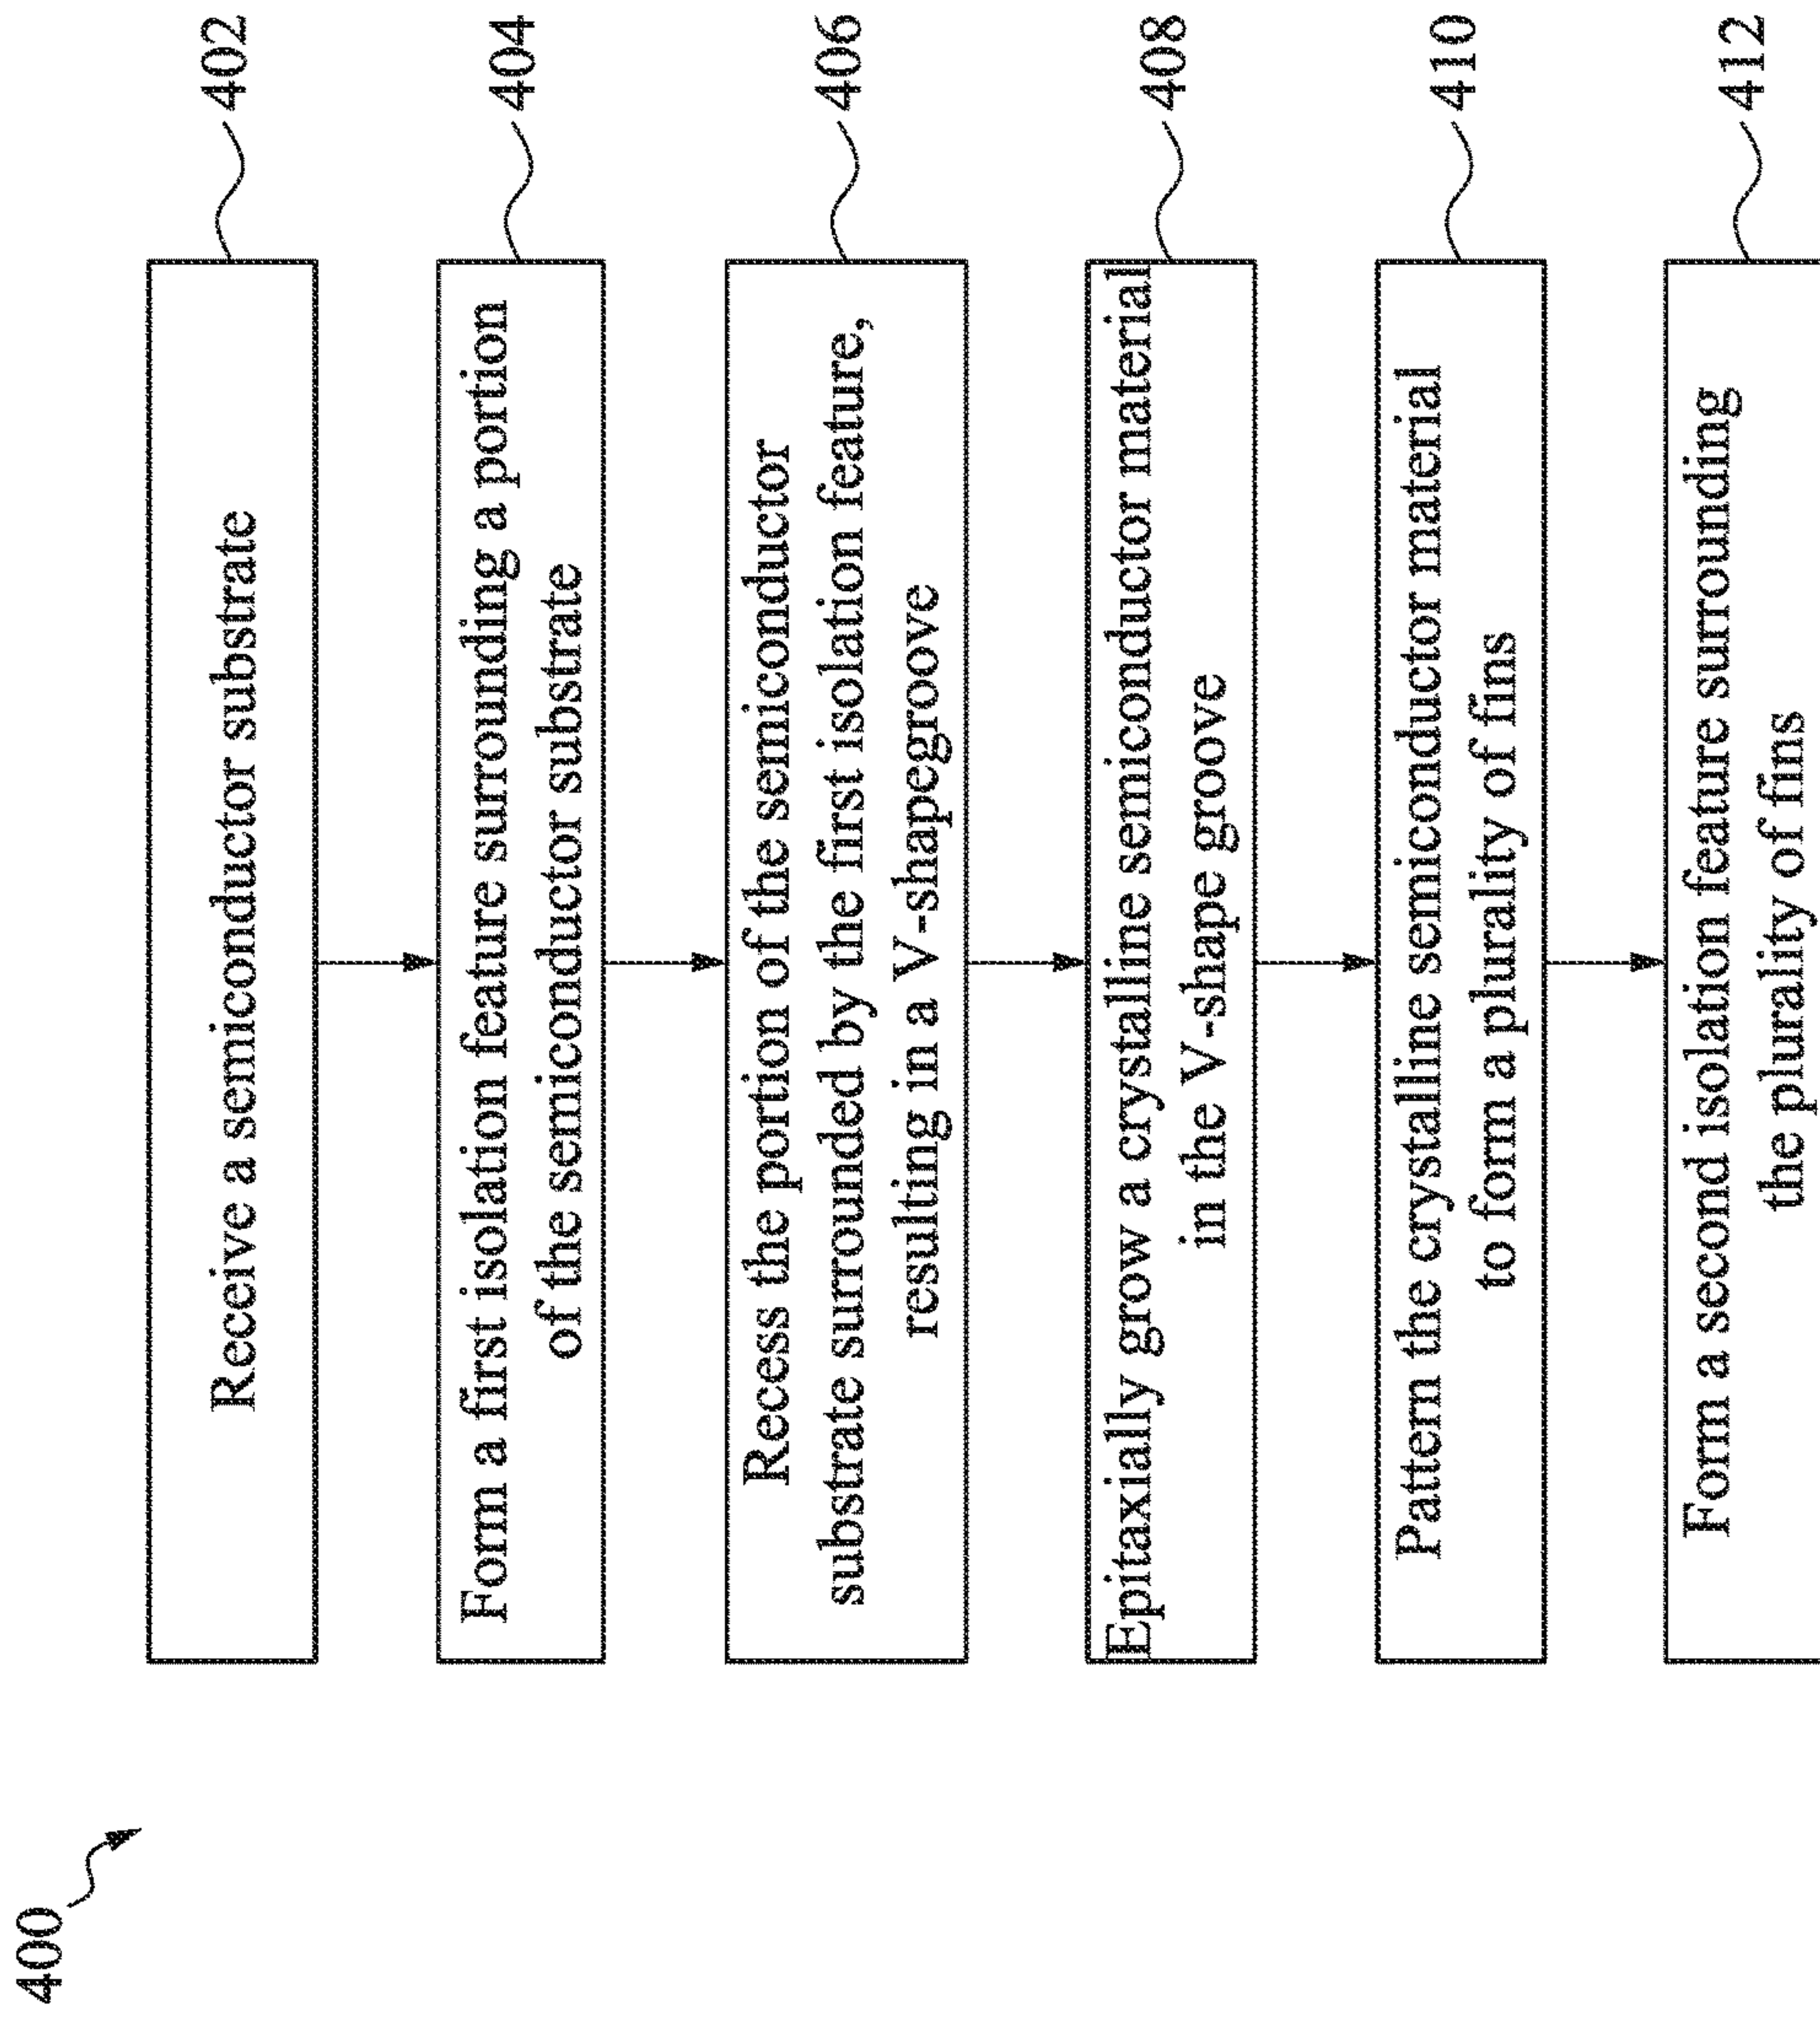 400
Receive a semiconductor substrate
402
Form a first isolation feature surrounding a portion
of the semiconductor substrate
404
Recess the portion of the semiconductor
substrate surrounded by the first isolation feature,
resulting in a V-shapegroove
406
Epitaxially grow a crystalline semiconductor material
in the V-shape groove
408
Pattern the crystalline semiconductor material
to form a plurality of fins
410
Form a second isolation feature surrounding
the plurality of fins
412